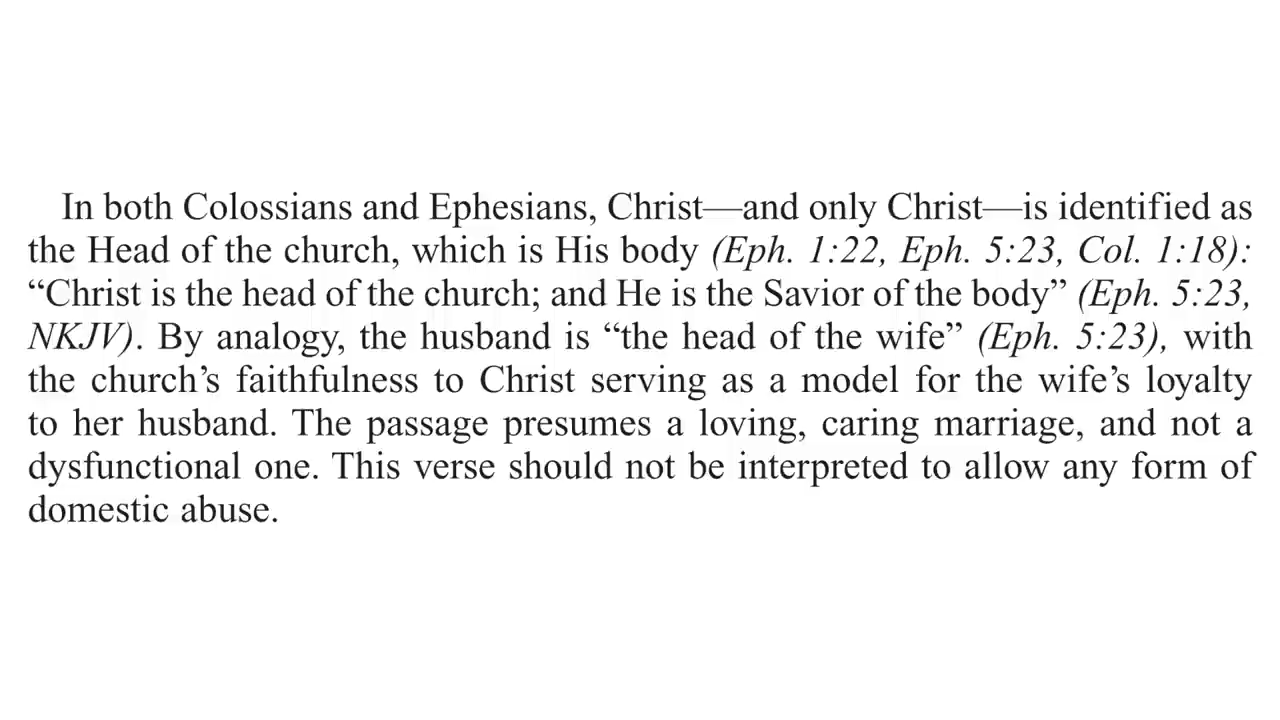 In both Colossians and Ephesians, Christ—and only Christ—is identified as
the Head of the church, which is His body (Eph. 1:22, Eph. 5:23, Col. 1:18):
“Christ is the head of the church; and He is the Savior of the body” (Eph. 5:23,
NKJV). By analogy, the husband is “the head of the wife” (Eph. 5:23), with
the church’s faithfulness to Christ serving as a model for the wife’s loyalty
to her husband. The passage presumes a loving, caring marriage, and not a
dysfunctional one. This verse should not be interpreted to allow any form of
domestic abuse.